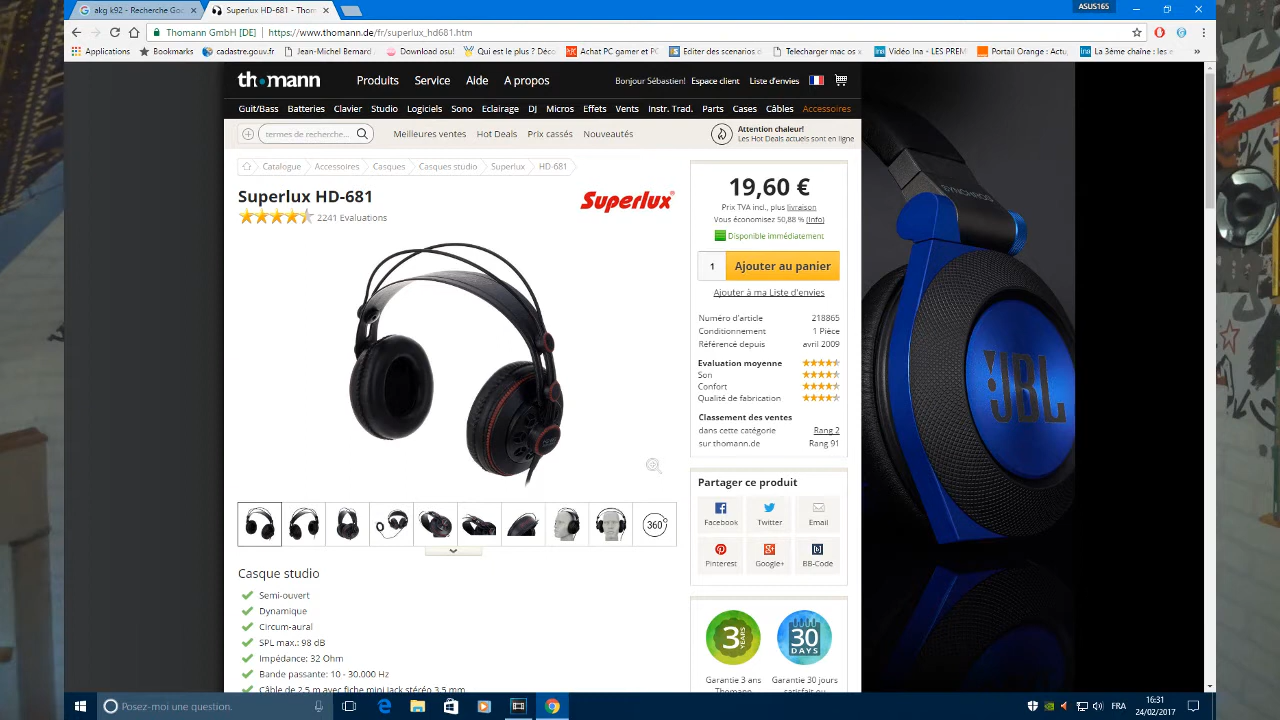 akg k92 - Recherche Goo
Superlux HD-681 - Thom
ASUS165
Thomann GmbH [DE]
https://www.thomann.de/fr/superlux_hd681.htm
Applications
Bookmarks
cadastre.gouv.fr
Jean-Michel Bernard
Download osu!
Qui est le plus ? Déco
Achat PC gamer et PC
Editer des scenarios d
Telecharger mac os x
Vidéo Ina - LES PREM
Portail Orange : Actu
La 3ème chaîne : les e
»
th•mann
Produits Service Aide A propos
Bonjour Sébastien! Espace client Liste d'envies
Guit/Bass Batteries Clavier Studio Logiciels Sono Eclairage DJ Micros Effets Vents Instr. Trad. Parts Cases Câbles Accessoires
termes de recherche...
Meilleures ventes Hot Deals Prix cassés Nouveautés
Attention chaleur!
Les Hot Deals actuels sont en ligne
Catalogue Accessoires Casques Casques studio Superlux HD-681
Superlux HD-681
2241 Evaluations
Superlux
19,60 €
Prix TVA incl., plus livraison
Vous économisez 50,88 % (Info)
Disponible immédiatement
1 Ajouter au panier
Ajouter à ma Liste d'envies
Numéro d'article 218865
Conditionnement 1 Pièce
Référencé depuis avril 2009
Evaluation moyenne
Son
Confort
Qualité de fabrication
Classement des ventes
dans cette catégorie Rang 2
sur thomann.de Rang 91
Partager ce produit
Facebook Twitter Email
Pinterest Google+ BB-Code
360°
3 YEARS
30 DAYS
Garantie 3 ans
Thomann
Garantie 30 jours
satisfait ou
Casque studio
Semi-ouvert
Dynamique
Circum-aural
SPL max.: 98 dB
Impédance: 32 Ohm
Bande passante: 10 - 30.000 Hz
Câble de 2,5 m avec fiche mini jack stéréo 3,5 mm
JBL
Posez-moi une question.
FRA
16:31
24/02/2017